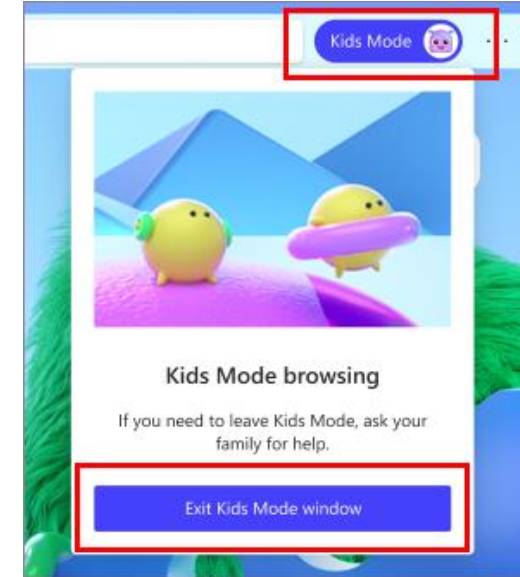 Kids Mode
Kids Mode browsing
If you need to leave Kids Mode, ask your
family for help.
Exit Kids Mode window